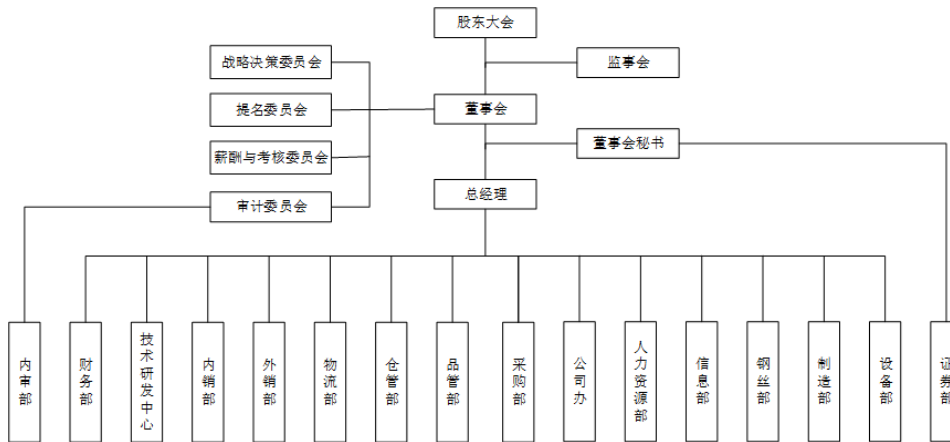 股东大会
战略决策委员会
监事会
提名委员会
董事会
董事会秘书
薪酬与考核委员会
总经理
审计委员会
内审部
财务部
技术研发中心
内销部
外销部
物流部
仓管部
品管部
采购部
公司办
人力资源部
信息部
钢丝部
制造部
设备部
证券部